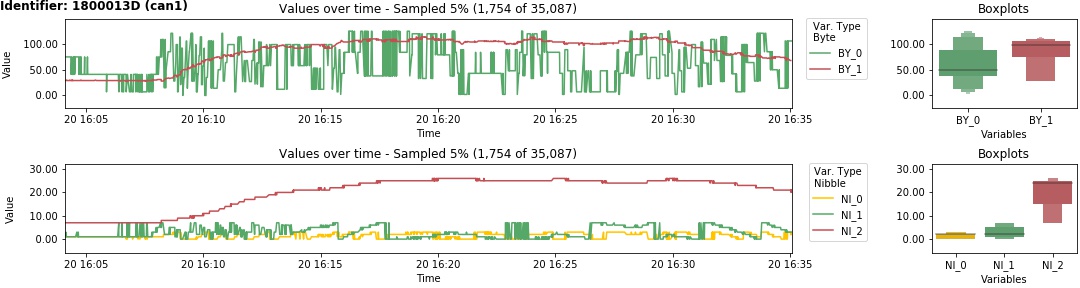 Identifier: 1800013D (can1)
Values over time - Sampled 5% (1,754 of 35,087)
Boxplots
Value
100.00
50.00
0.00
20 16:05
20 16:10
20 16:15
20 16:20
20 16:25
20 16:30
20 16:35
Time
Var. Type
Byte
BY_0
BY_1
100.00
50.00
0.00
BY_0
BY_1
Variables
Values over time - Sampled 5% (1,754 of 35,087)
Boxplots
Value
30.00
20.00
10.00
0.00
20 16:05
20 16:10
20 16:15
20 16:20
20 16:25
20 16:30
20 16:35
Time
Var. Type
Nibble
NI_0
NI_1
NI_2
30.00
20.00
10.00
0.00
NI_0
NI_1
NI_2
Variables